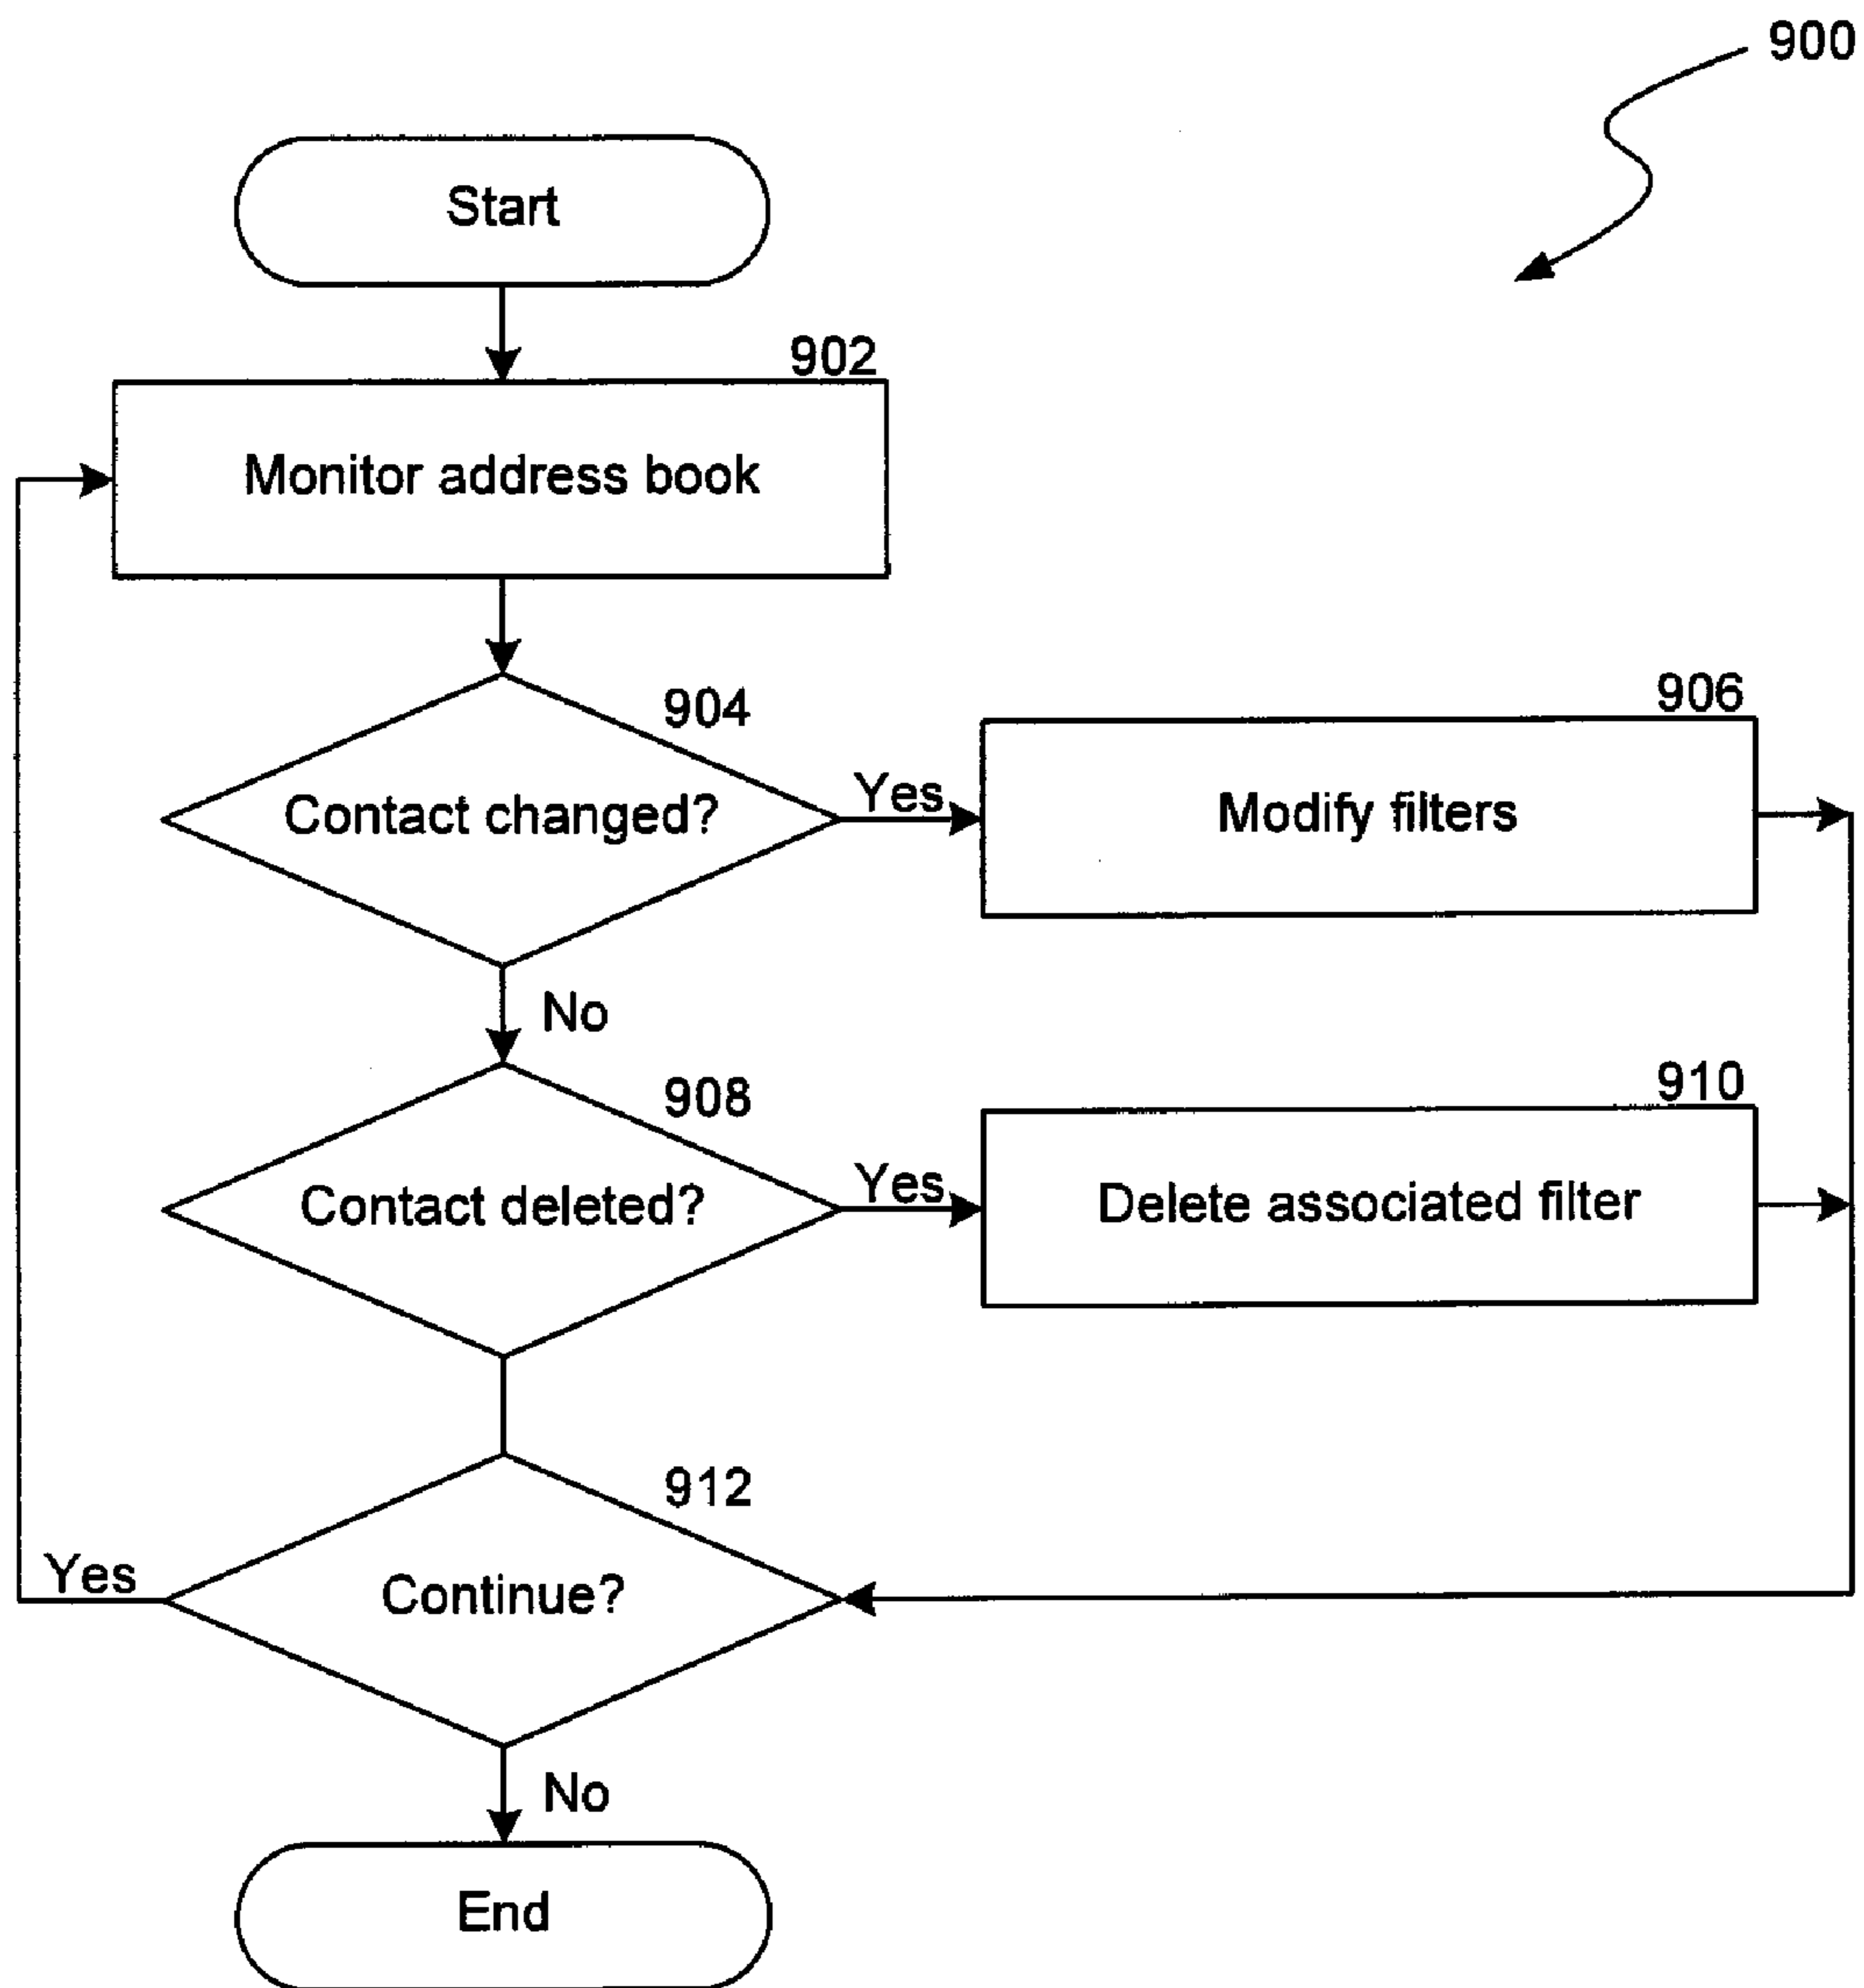 900
Start
902
Monitor address book
904
Contact changed?
Yes
906
Modify filters
No
908
Contact deleted?
Yes
910
Delete associated filter
912
Continue?
Yes
No
End